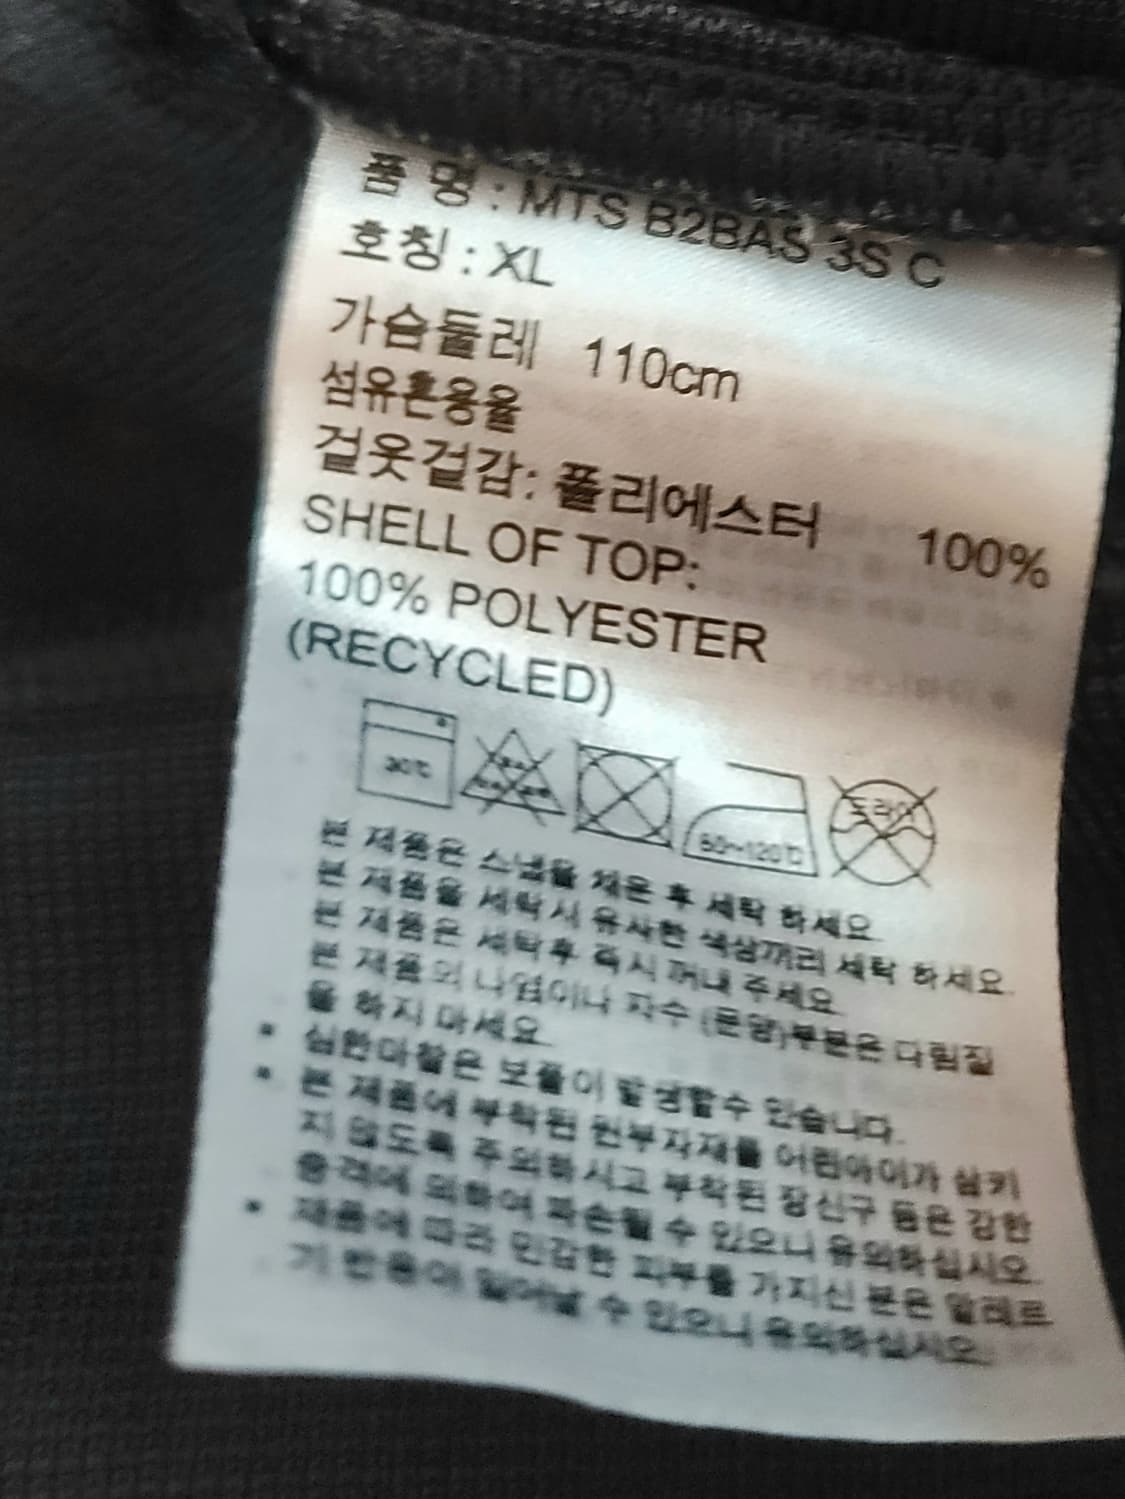 품 명 : MTS B2BAS 3S C
호칭 : XL
가슴둘레 110cm
섬유혼용율
겉옷겉감: 폴리에스터 100%
SHELL OF TOP:
100% POLYESTER
(RECYCLED)
30℃
80~120℃
드라이
본 제품은 스냅을 채운 후 세탁 하세요.
본 제품을 세탁시 유사한 색상끼리 세탁 하세요.
본 제품은 세탁후 즉시 꺼내 주세요.
본 제품의 나염이나 자수 (문양)부분은 다림질
을 하지 마세요.
심한마찰은 보풀이 발생할수 있습니다.
본 제품에 부착된 원부자재를 어린아이가 삼키
지 않도록 주의하시고 부착된 장신구 등은 강한
충격에 의하여 파손될 수 있으니 유의하십시오.
제품에 따라 민감한 피부를 가지신 분은 알레르
기 반응이 일어날 수 있으니 유의하십시오.